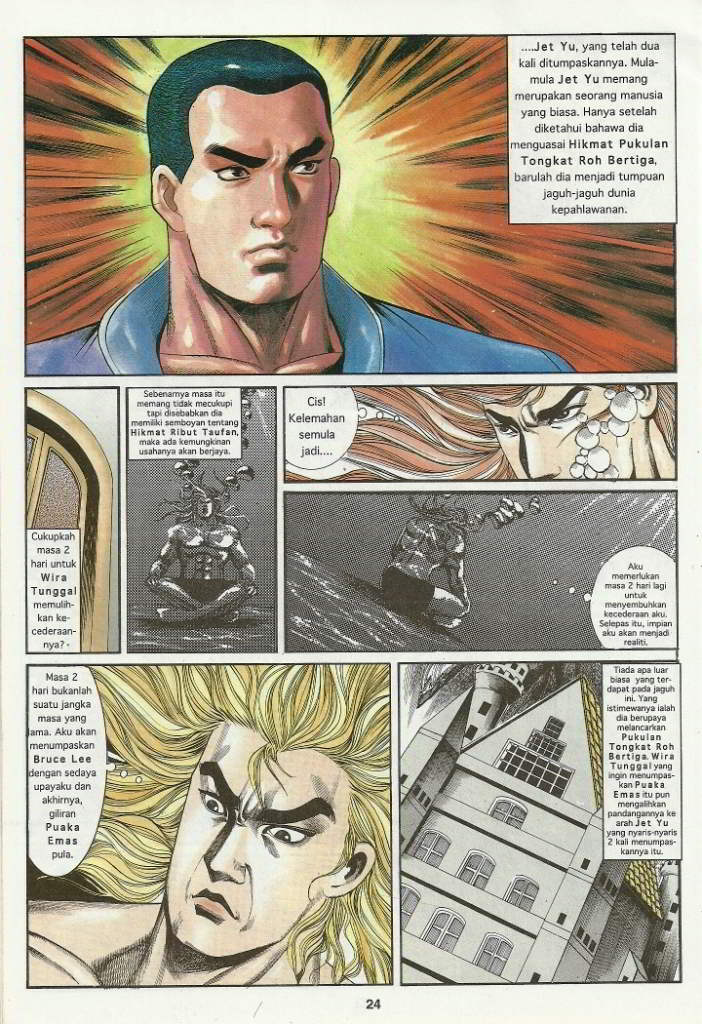 ....Jet Yu, yang telah dua
kali ditumpaskannya. Mula-
mula Jet Yu memang
merupakan seorang manusia
yang biasa. Hanya setelah
diketahui bahawa dia
menguasai Hikmat Pukulan
Tongkat Roh Bertiga,
barulah dia menjadi tumpuan
jaguh-jaguh dunia
kepahlawanan.
Cukupkah
masa 2
hari untuk
Wira
Tunggal
memulih-
kan ke-
cederaan-
nya? -
Sebenarnya masa itu
memang tidak mecukupi
tapi disebabkan dia
memiliki semboyan tentang
Hikmat Ribut Taufan,
maka ada kemungkinan
usahanya akan berjaya.
Cis!
Kelemahan
semula
jadi....
Aku
memerlukan
masa 2 hari lagi
untuk
menyembuhkan
kecederaan aku.
Selepas itu, impian
aku akan menjadi
realiti.
Masa 2
hari bukanlah
suatu jangka
masa yang
lama. Aku akan
menumpaskan
Bruce Lee
dengan sedaya
upayaku dan
akhirnya,
giliran
Puaka
Emas
pula.
Tiada apa luar
biasa yang ter-
dapat pada jaguh
ini. Yang
istimewanya ialah
dia berupaya
melancarkan
Pukulan
Tongkat Roh
Bertiga. Wira
Tunggal yang
ingin menumpas-
kan Puaka
Emas itu pun
mengalihkan
pandangannya ke
arah Jet Yu
yang nyaris-nyaris
2 kali menumpas-
kannya itu.
24